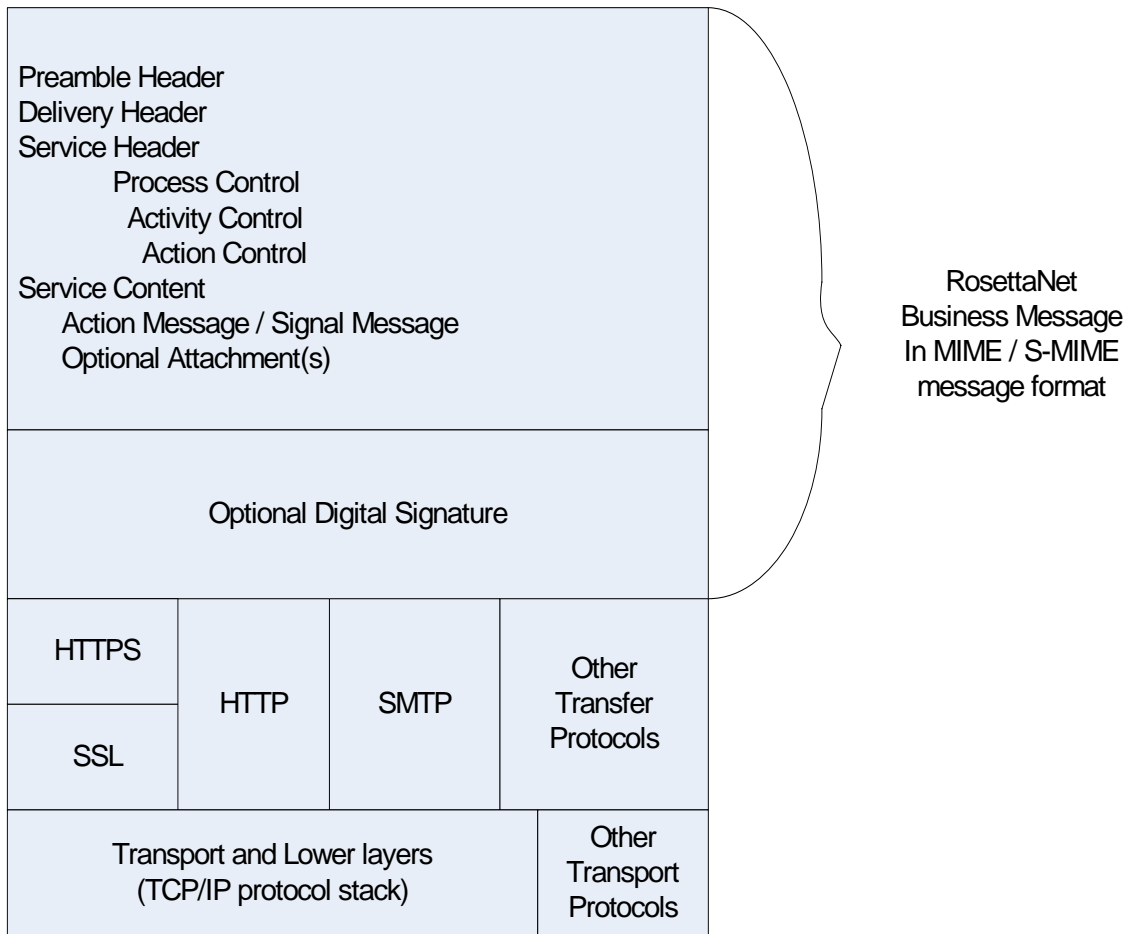 Preamble Header
Delivery Header
Service Header
Process Control
Activity Control
Action Control
Service Content
Action Message / Signal Message
Optional Attachment(s)
RosettaNet
Business Message
In MIME / S-MIME
message format
Optional Digital Signature
HTTPS
SSL
HTTP
SMTP
Other
Transfer
Protocols
Transport and Lower layers
(TCP/IP protocol stack)
Other
Transport
Protocols